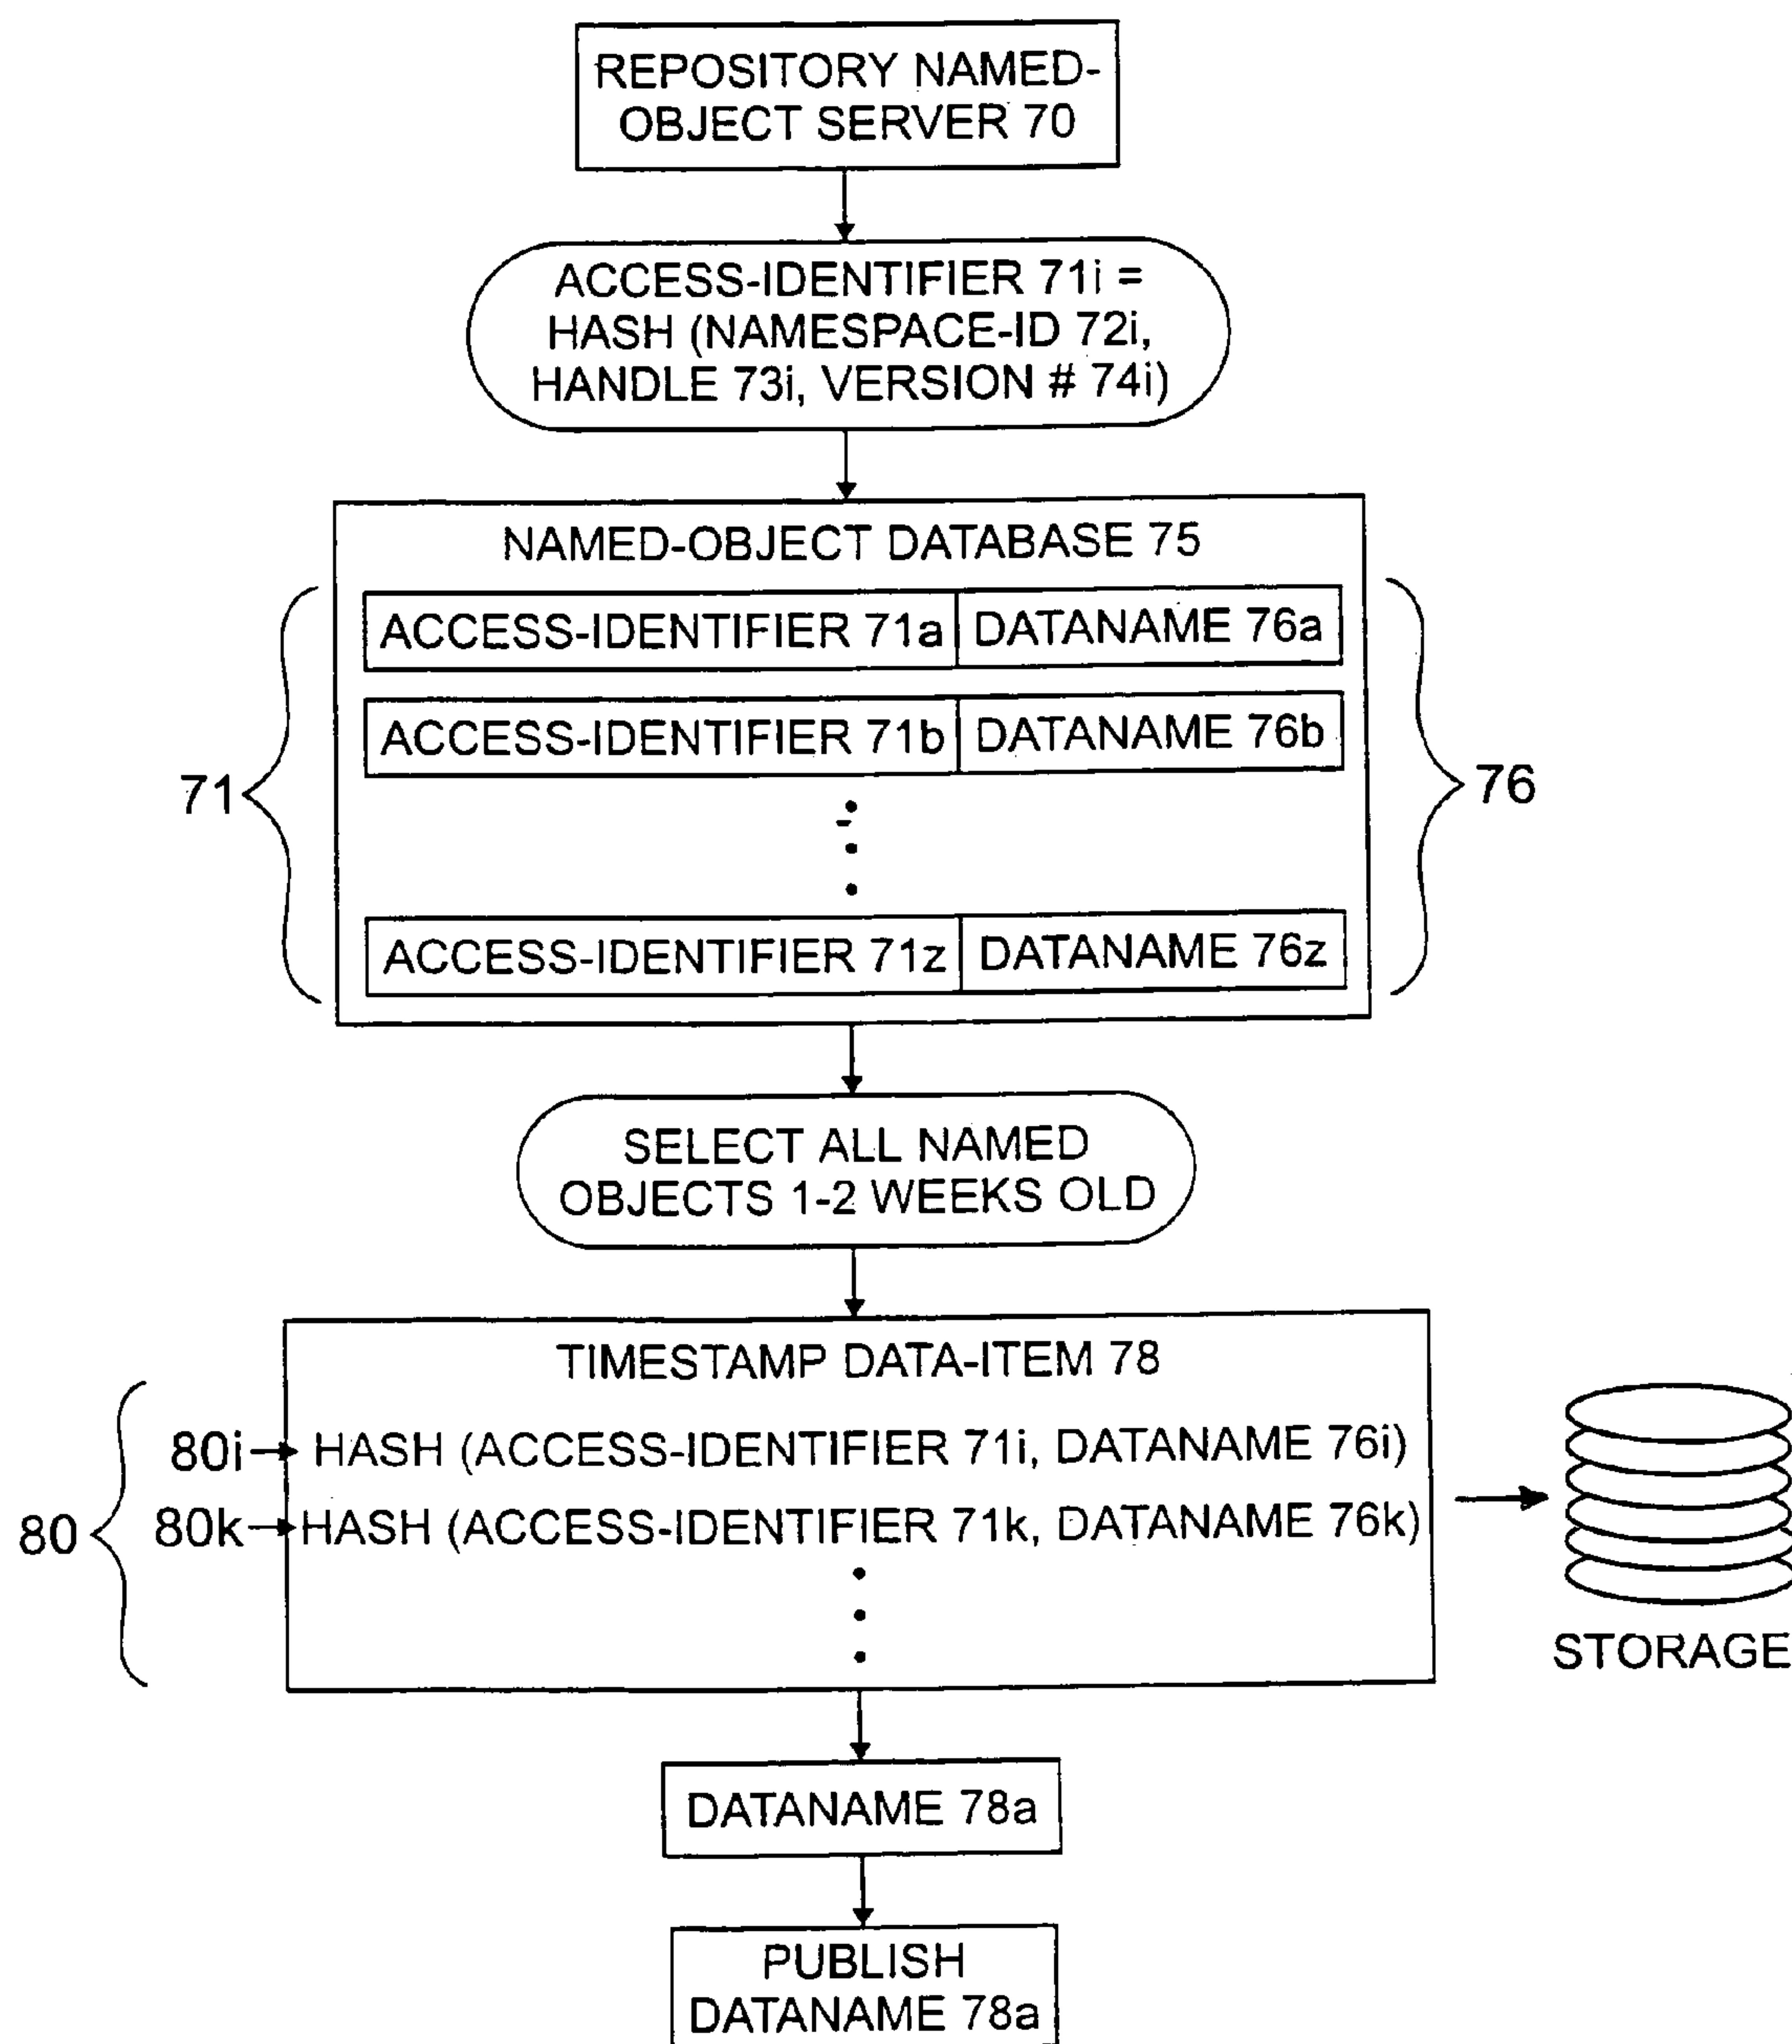 REPOSITORY NAMED-
OBJECT SERVER 70
ACCESS-IDENTIFIER 71i =
HASH (NAMESPACE-ID 72i,
HANDLE 73i, VERSION # 74i)
NAMED-OBJECT DATABASE 75
ACCESS-IDENTIFIER 71a DATANAME 76a
ACCESS-IDENTIFIER 71b DATANAME 76b
71
76
ACCESS-IDENTIFIER 71z DATANAME 76z
SELECT ALL NAMED
OBJECTS 1-2 WEEKS OLD
TIMESTAMP DATA-ITEM 78
80i HASH (ACCESS-IDENTIFIER 71i, DATANAME 76i)
80
80k HASH (ACCESS-IDENTIFIER 71k, DATANAME 76k)
STORAGE
DATANAME 78a
PUBLISH
DATANAME 78a